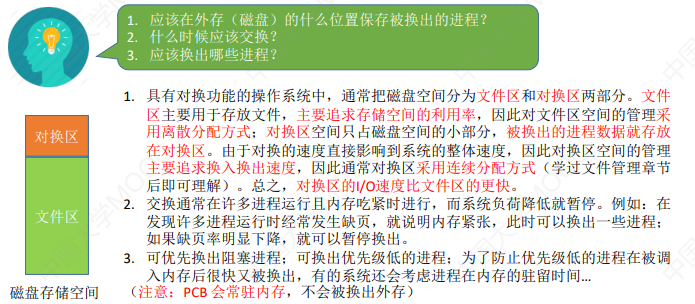 1. 应该在外存（磁盘）的什么位置保存被换出的进程？
2. 什么时候应该交换？
3. 应该换出哪些进程？
1. 具有对换功能的操作系统中，通常把磁盘空间分为文件区和对换区两部分。文件
区主要用于存放文件，主要追求存储空间的利用率，因此对文件区空间的管理采
用离散分配方式；对换区空间只占磁盘空间的小部分，被换出的进程数据就存放
在对换区。由于对换的速度直接影响到系统的整体速度，因此对换区空间的管理
主要追求换入换出速度，因此通常对换区采用连续分配方式（学过文件管理章节
后即可理解）。总之，对换区的I/O速度比文件区的更快。
2. 交换通常在许多进程运行且内存吃紧时进行，而系统负荷降低就暂停。例如：在
发现许多进程运行时经常发生缺页，就说明内存紧张，此时可以换出一些进程；
如果缺页率明显下降，就可以暂停换出。
3. 可优先换出阻塞进程；可换出优先级低的进程；为了防止优先级低的进程在被调
入内存后很快又被换出，有的系统还会考虑进程在内存的驻留时间…
（注意：PCB 会常驻内存，不会被换出外存）
对换区
文件区
磁盘存储空间